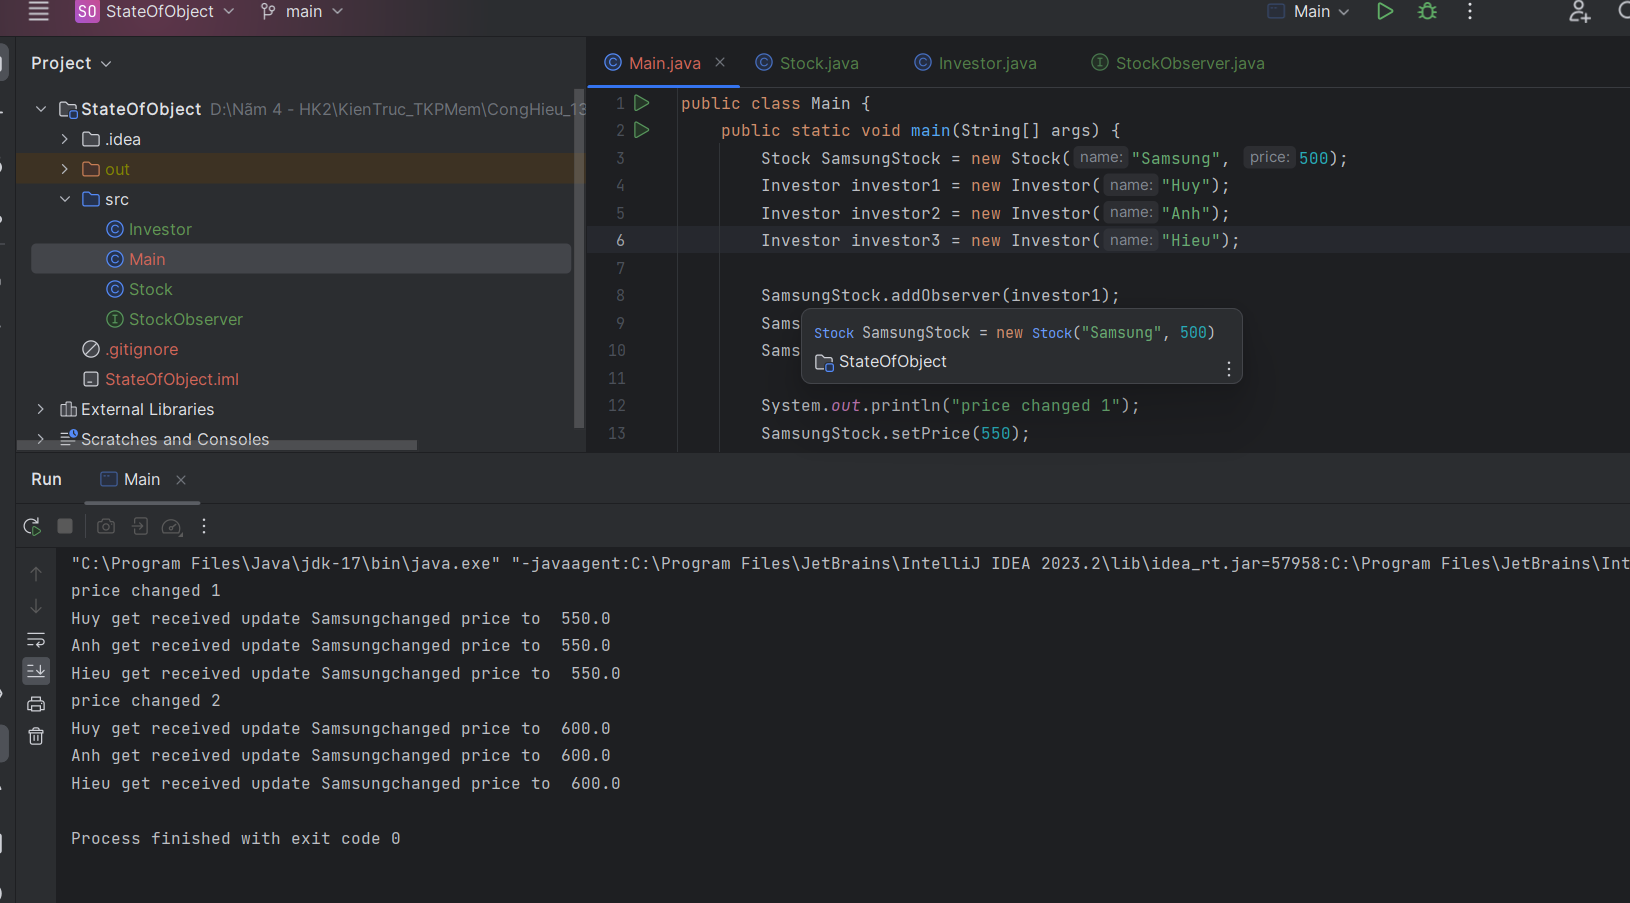 SO StateOfObject main Main
Project
Main.java Stock.java Investor.java StockObserver.java
StateOfObject D:\Năm 4 - HK2\KienTruc_TKPMem\CongHieu_13
.idea
out
src
Investor
Main
Stock
StockObserver
.gitignore
StateOfObject.iml
External Libraries
Scratches and Consoles
1 public class Main {
2 public static void main(String[] args) {
3 Stock SamsungStock = new Stock( name: "Samsung", price: 500);
4 Investor investor1 = new Investor( name: "Huy");
5 Investor investor2 = new Investor( name: "Anh");
6 Investor investor3 = new Investor( name: "Hieu");
7
8 SamsungStock.addObserver(investor1);
9 Sams
10 Sams
11
12 System.out.println("price changed 1");
13 SamsungStock.setPrice(550);
Stock SamsungStock = new Stock("Samsung", 500)
StateOfObject
Run Main
"C:\Program Files\Java\jdk-17\bin\java.exe" "-javaagent:C:\Program Files\JetBrains\IntelliJ IDEA 2023.2\lib\idea_rt.jar=57958:C:\Program Files\JetBrains\Int
price changed 1
Huy get received update Samsungchanged price to  550.0
Anh get received update Samsungchanged price to  550.0
Hieu get received update Samsungchanged price to  550.0
price changed 2
Huy get received update Samsungchanged price to  600.0
Anh get received update Samsungchanged price to  600.0
Hieu get received update Samsungchanged price to  600.0
Process finished with exit code 0